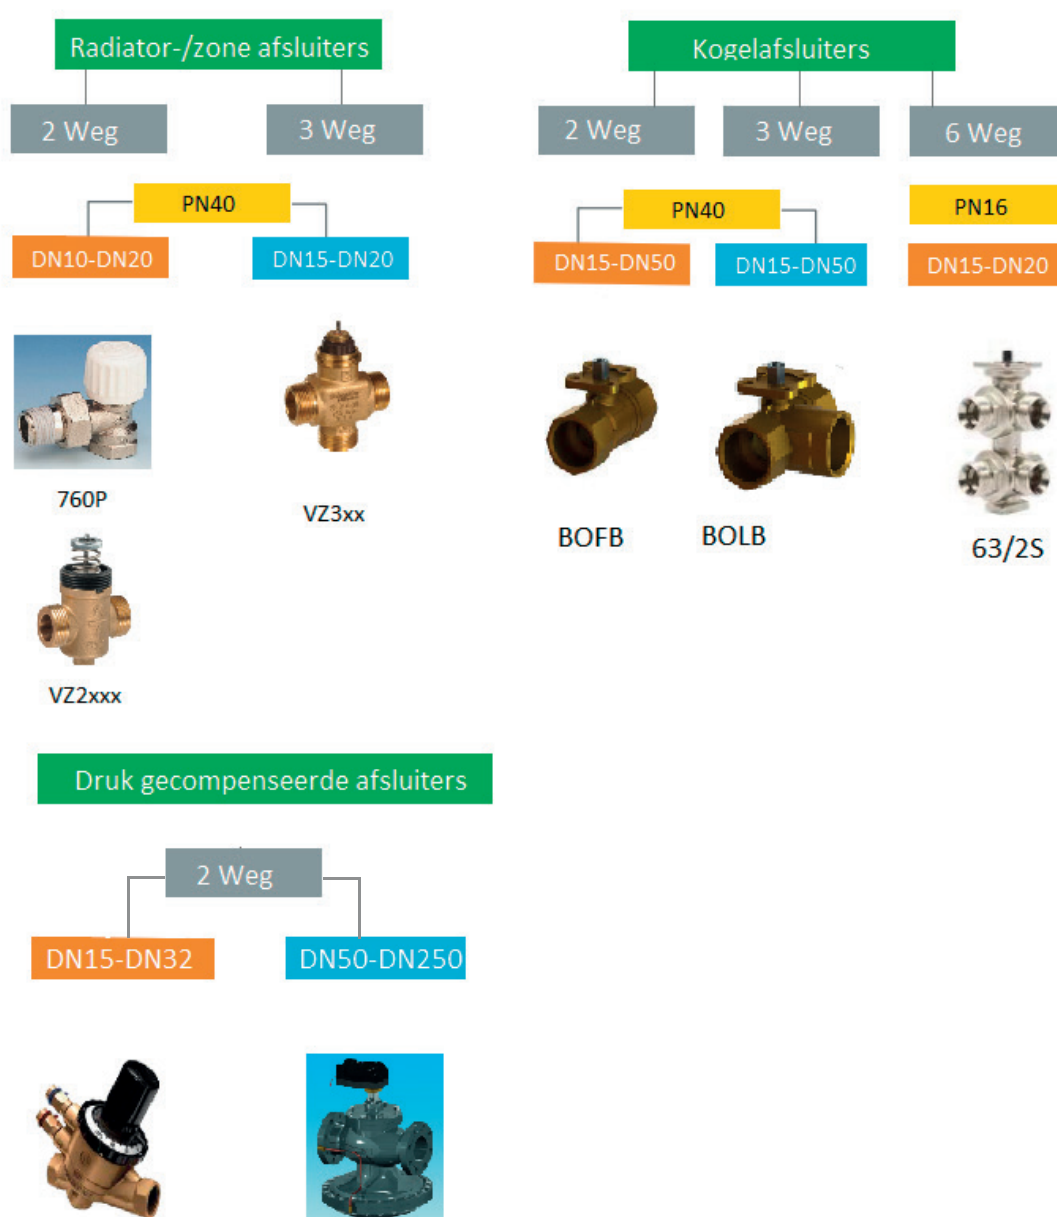 Radiator-/zone afsluiters
2 Weg
3 Weg
PN40
DN10-DN20
DN15-DN20
760P
VZ3xx
VZ2xxx
Kogelafsluiters
2 Weg
3 Weg
6 Weg
PN40
PN16
DN15-DN50
DN15-DN50
DN15-DN20
BOFB
BOLB
63/2S
Druk gecompenseerde afsluiters
2 Weg
DN15-DN32
DN50-DN250